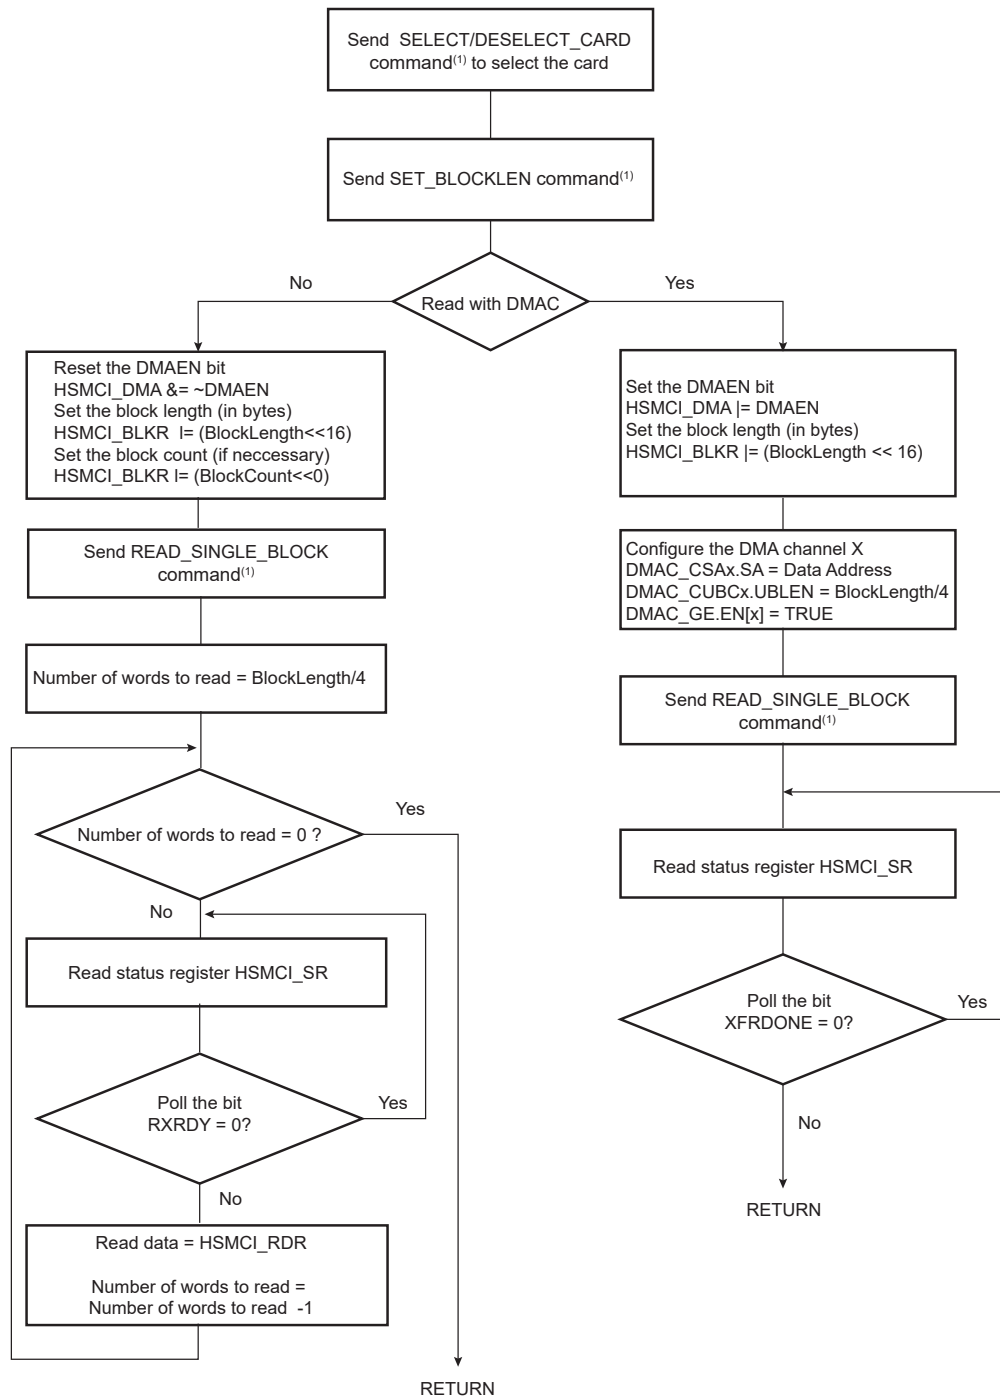 Send SELECT/DESELECT_CARD
command(1) to select the card
Send SET_BLOCKLEN command(1)
No
Read with DMAC
Yes
Reset the DMAEN bit
HSMCI_DMA &= ~DMAEN
Set the block length (in bytes)
HSMCI_BLKR l= (BlockLength<<16)
Set the block count (if neccessary)
HSMCI_BLKR l= (BlockCount<<0)
Send READ_SINGLE_BLOCK
command(1)
Number of words to read = BlockLength/4
Number of words to read = 0 ?
Yes
No
Read status register HSMCI_SR
Poll the bit
RXRDY = 0?
Yes
No
Read data = HSMCI_RDR
Number of words to read =
Number of words to read -1
RETURN
Set the DMAEN bit
HSMCI_DMA |= DMAEN
Set the block length (in bytes)
HSMCI_BLKR |= (BlockLength << 16)
Configure the DMA channel X
DMAC_CSAx.SA = Data Address
DMAC_CUBCx.UBLEN = BlockLength/4
DMAC_GE.EN[x] = TRUE
Send READ_SINGLE_BLOCK
command(1)
Read status register HSMCI_SR
Poll the bit
XFRDONE = 0?
Yes
No
RETURN